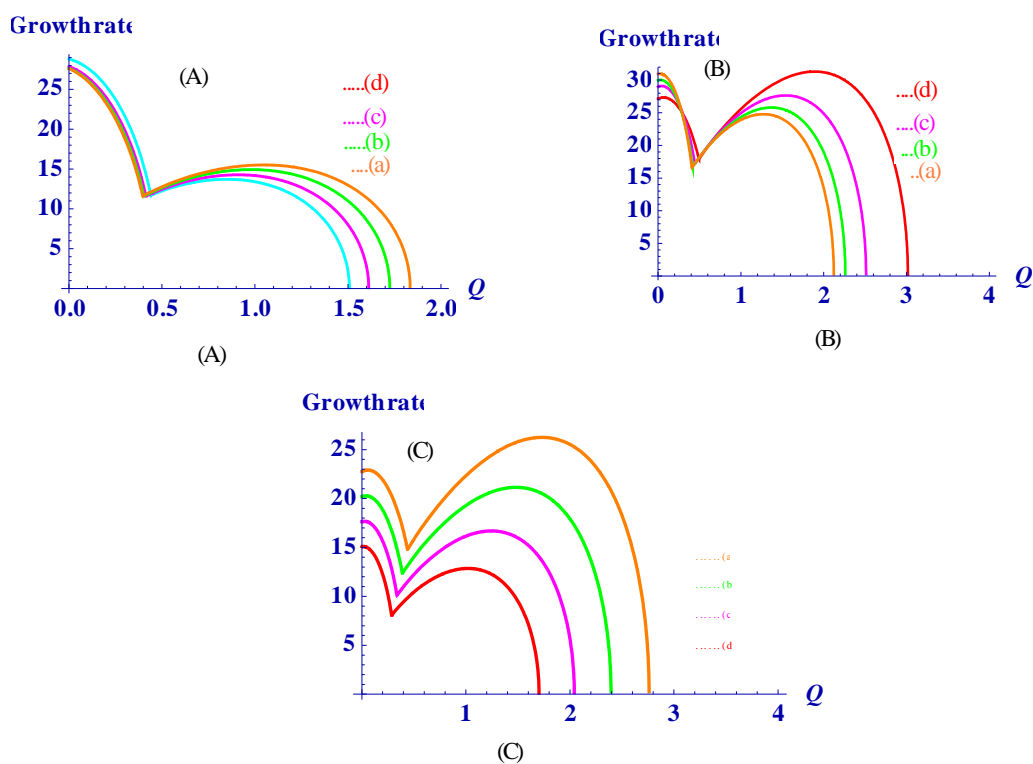 Growthrate
(A)
25
20
15
10
5
.....(d)
.....(c)
.....(b)
....(a)
0.0 0.5 1.0 1.5 2.0 Q
(A)
Growthrate
(B)
30
25
20
15
10
5
....(d)
....(c)
...(b)
..(a)
0 1 2 3 4 Q
(B)
Growthrate
(C)
25
20
15
10
5
.......(a
.......(b
.......(c
.......(d
1 2 3 4 Q
(C)